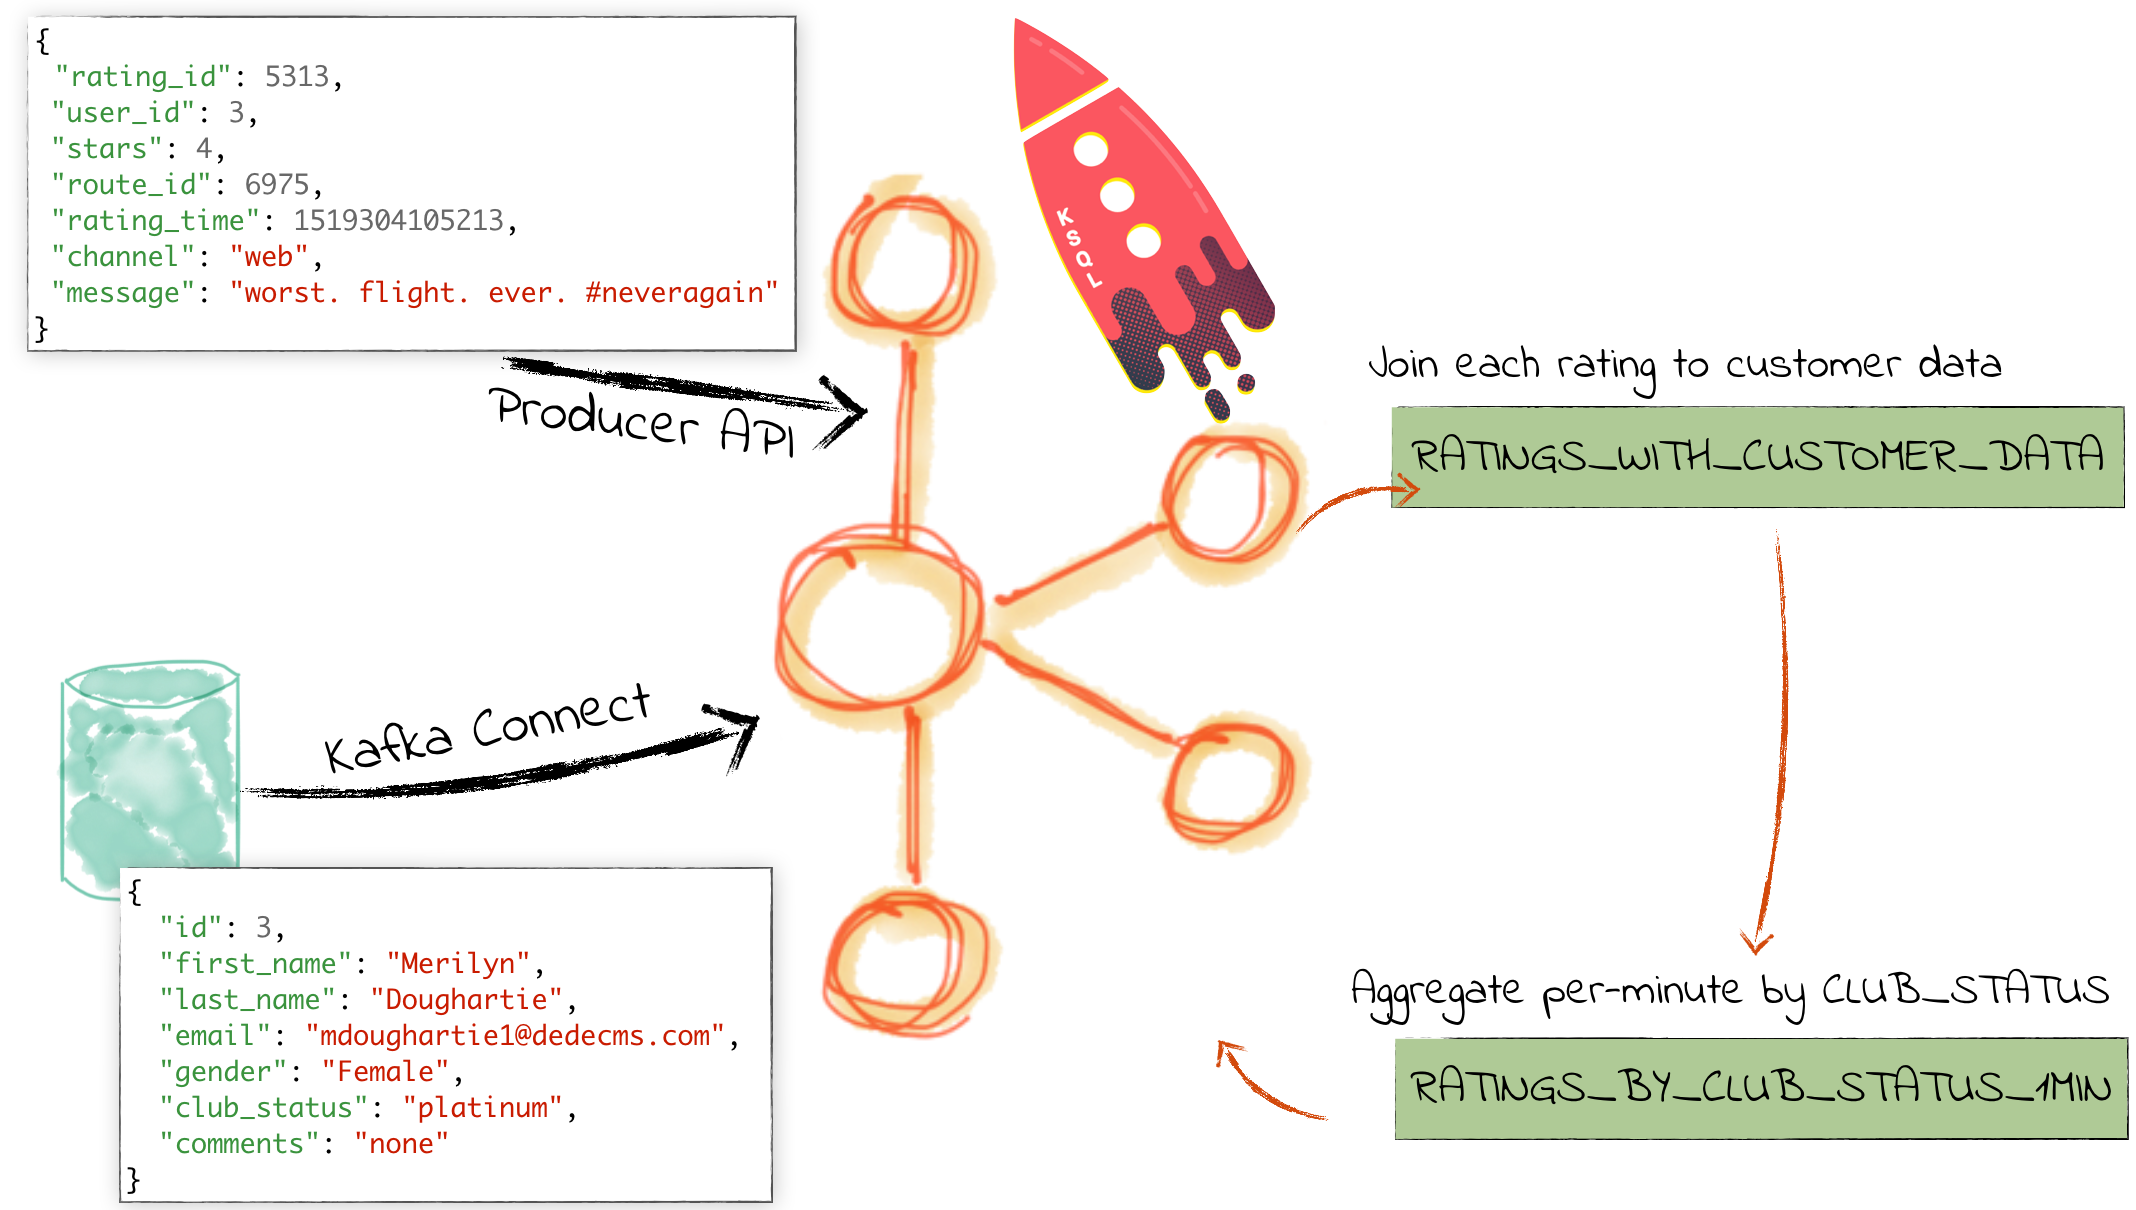 {
"rating_id": 5313,
"user_id": 3,
"stars": 4,
"route_id": 6975,
"rating_time": 1519304105213,
"channel": "web",
"message": "worst. flight. ever. #neveragain"
}
Producer API
KSQL
Join each rating to customer data
RATINGS_WITH_CUSTOMER_DATA
Kafka Connect
{
"id": 3,
"first_name": "Merilyn",
"last_name": "Doughartie",
"email": "mdoughartie1@dedecms.com",
"gender": "Female",
"club_status": "platinum",
"comments": "none"
}
Aggregate per-minute by CLUB_STATUS
RATINGS_BY_CLUB_STATUS_1MIN